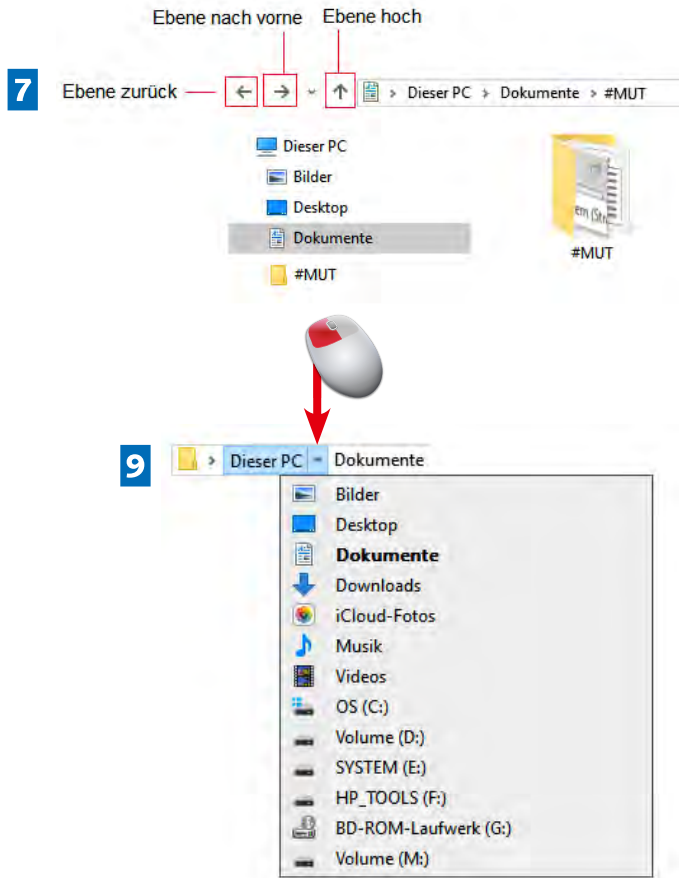 Ebene nach vorne Ebene hoch
7 Ebene zurück
> Dieser PC > Dokumente > #MUT
Dieser PC
Bilder
Desktop
Dokumente
#MUT
em (Str
#MUT
9 > Dieser PC Dokumente
Bilder
Desktop
Dokumente
Downloads
iCloud-Fotos
Musik
Videos
OS (C:)
Volume (D:)
SYSTEM (E:)
HP_TOOLS (F:)
BD-ROM-Laufwerk (G:)
Volume (M:)